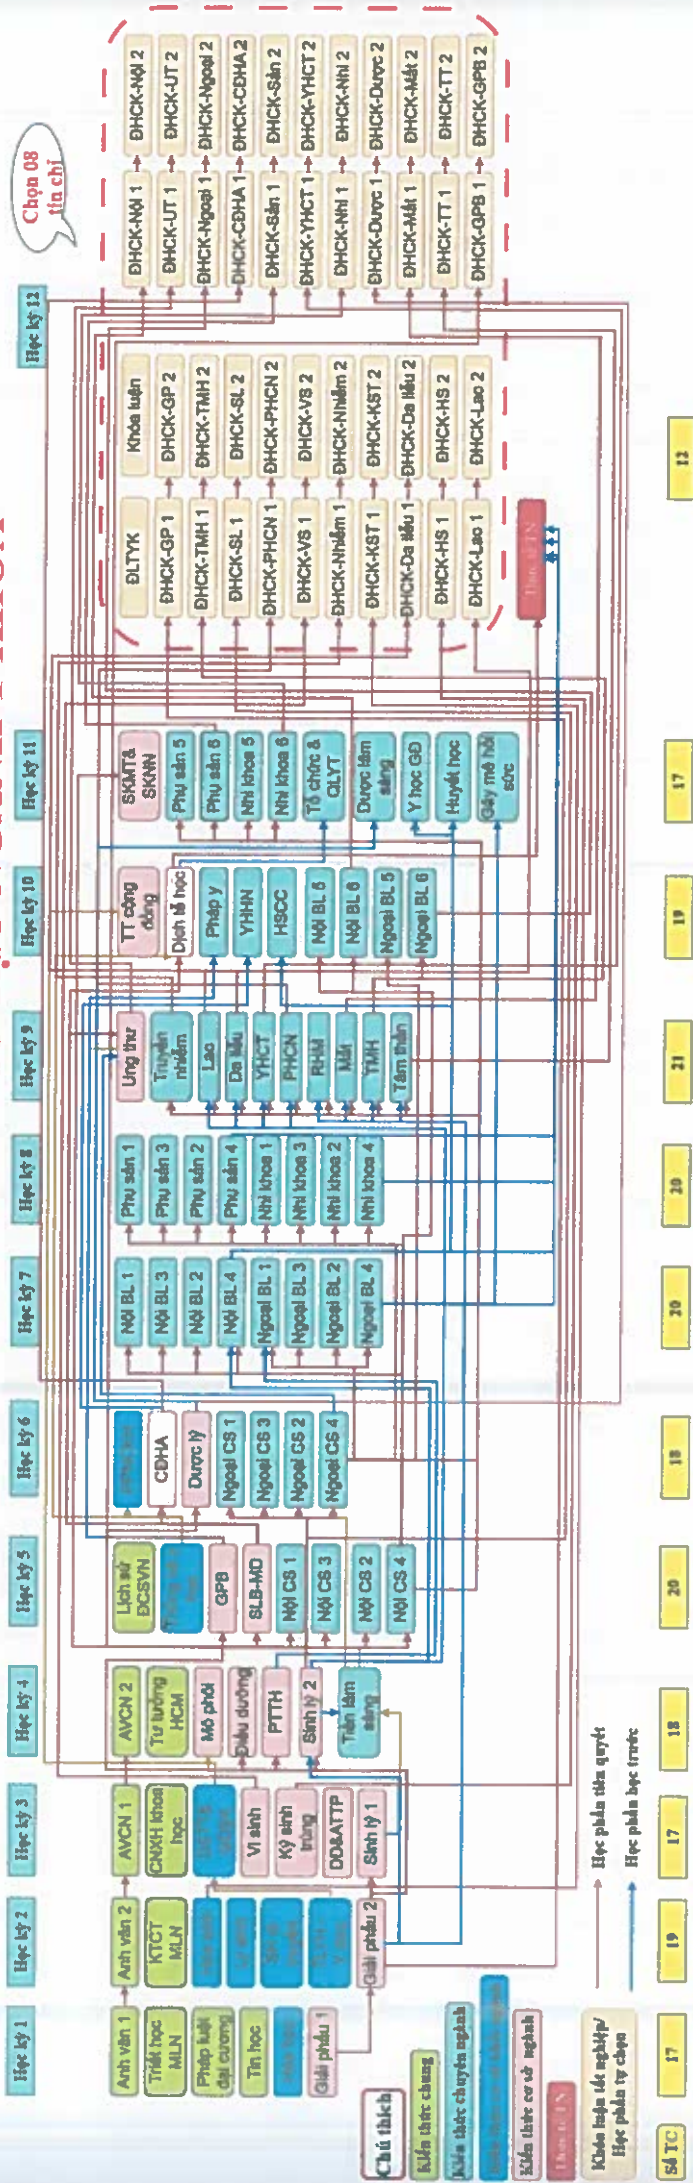 Chọn 08
tín chỉ
Học kỳ 1
Học kỳ 2
Học kỳ 3
Học kỳ 4
Học kỳ 5
Học kỳ 6
Học kỳ 7
Học kỳ 8
Học kỳ 9
Học kỳ 10
Học kỳ 11
Học kỳ 12
Anh văn 1
Triết học
MLN
Pháp luật
đại cương
Tin học
Giải phẫu 1
Anh văn 2
KTCT
MLN
Giải phẫu 2
AVCN 1
CNXH khoa
học
Vi sinh
Ký sinh
trùng
DD&ATTP
Sinh lý 1
AVCN 2
Tư tưởng
HCM
Mô phôi
Điều dưỡng
PTTH
Sinh lý 2
Tiền lâm
sàng
Lịch sử
ĐCSVN
GPB
SLB-MD
Nội CS 1
Nội CS 3
Nội CS 2
Nội CS 4
CĐHA
Dược lý
Ngoại CS 1
Ngoại CS 3
Ngoại CS 2
Ngoại CS 4
Nội BL 1
Nội BL 3
Nội BL 2
Nội BL 4
Ngoại BL 1
Ngoại BL 3
Ngoại BL 2
Ngoại BL 4
Phụ sản 1
Phụ sản 3
Phụ sản 2
Phụ sản 4
Nhi khoa 1
Nhi khoa 3
Nhi khoa 2
Nhi khoa 4
Ung thư
Truyền
nhiễm
Lao
Da liễu
YHCT
PHCN
RHM
Mắt
TMH
Tâm thần
TT cộng
đồng
Dịch tễ học
Pháp y
YHHN
HSCC
Nội BL 5
Nội BL 6
Ngoại BL 5
Ngoại BL 6
SKMT&
SKNN
Phụ sản 5
Phụ sản 6
Nhi khoa 5
Nhi khoa 6
Tổ chức &
QLYT
Dược lâm
sàng
Y học GĐ
Huyết học
Gây mê hồi
sức
ĐLTYK
ĐHCK-GP 1
ĐHCK-TMH 1
ĐHCK-SL 1
ĐHCK-PHCN 1
ĐHCK-VS 1
ĐHCK-Nhiễm 1
ĐHCK-KST 1
ĐHCK-Da liễu 1
ĐHCK-HS 1
ĐHCK-Lao 1
Khóa luận
ĐHCK-GP 2
ĐHCK-TMH 2
ĐHCK-SL 2
ĐHCK-PHCN 2
ĐHCK-VS 2
ĐHCK-Nhiễm 2
ĐHCK-KST 2
ĐHCK-Da liễu 2
ĐHCK-HS 2
ĐHCK-Lao 2
ĐHCK-Nội 1
ĐHCK-UT 1
ĐHCK-Ngoại 1
ĐHCK-CĐHA 1
ĐHCK-Sản 1
ĐHCK-YHCT 1
ĐHCK-Nhi 1
ĐHCK-Dược 1
ĐHCK-Mắt 1
ĐHCK-TT 1
ĐHCK-GPB 1
ĐHCK-Nội 2
ĐHCK-UT 2
ĐHCK-Ngoại 2
ĐHCK-CĐHA 2
ĐHCK-Sản 2
ĐHCK-YHCT 2
ĐHCK-Nhi 2
ĐHCK-Dược 2
ĐHCK-Mắt 2
ĐHCK-TT 2
ĐHCK-GPB 2
Chú thích
Kiến thức chung
Kiến thức chuyên ngành
Kiến thức cơ sở ngành
Khóa luận tốt nghiệp/
Học phần tự chọn
Học phần tiên quyết
Học phần học trước
Số TC
17
19
17
18
20
18
20
20
21
19
17
12